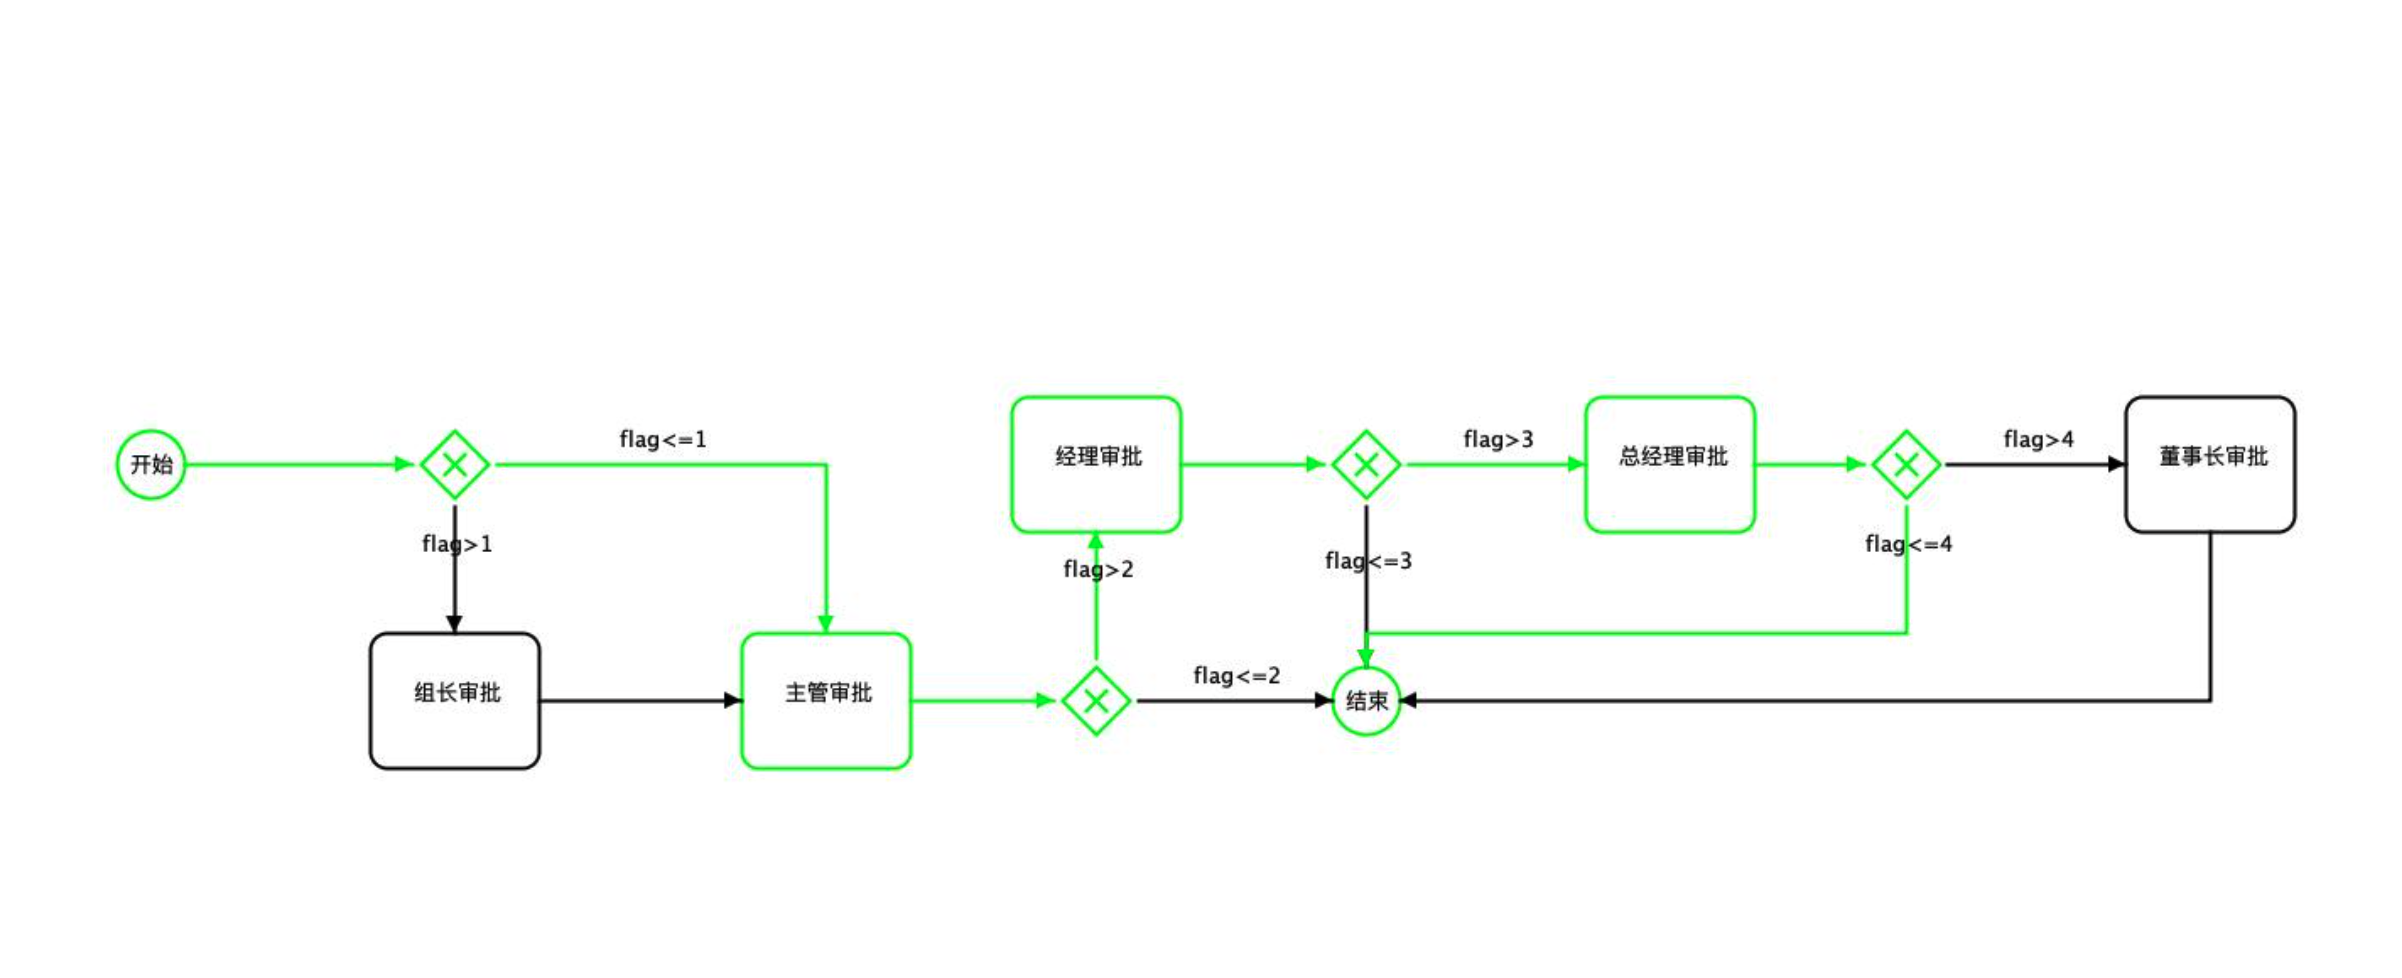 开始
flag<=1
flag>1
组长审批
主管审批
经理审批
flag>2
flag<=2
flag>3
flag<=3
结束
总经理审批
flag>4
flag<=4
董事长审批